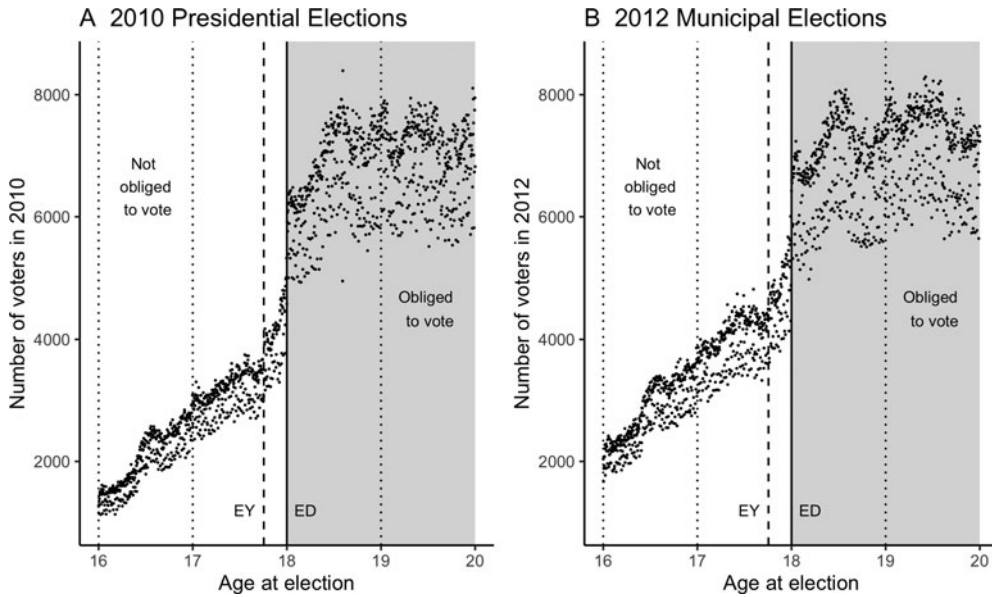 A 2010 Presidential Elections
Number of voters in 2010
8000
6000
4000
2000
Not
obliged
to vote
Obliged
to vote
EY
ED
16
17
18
19
20
Age at election
B 2012 Municipal Elections
Number of voters in 2012
8000
6000
4000
2000
Not
obliged
to vote
Obliged
to vote
EY
ED
16
17
18
19
20
Age at election